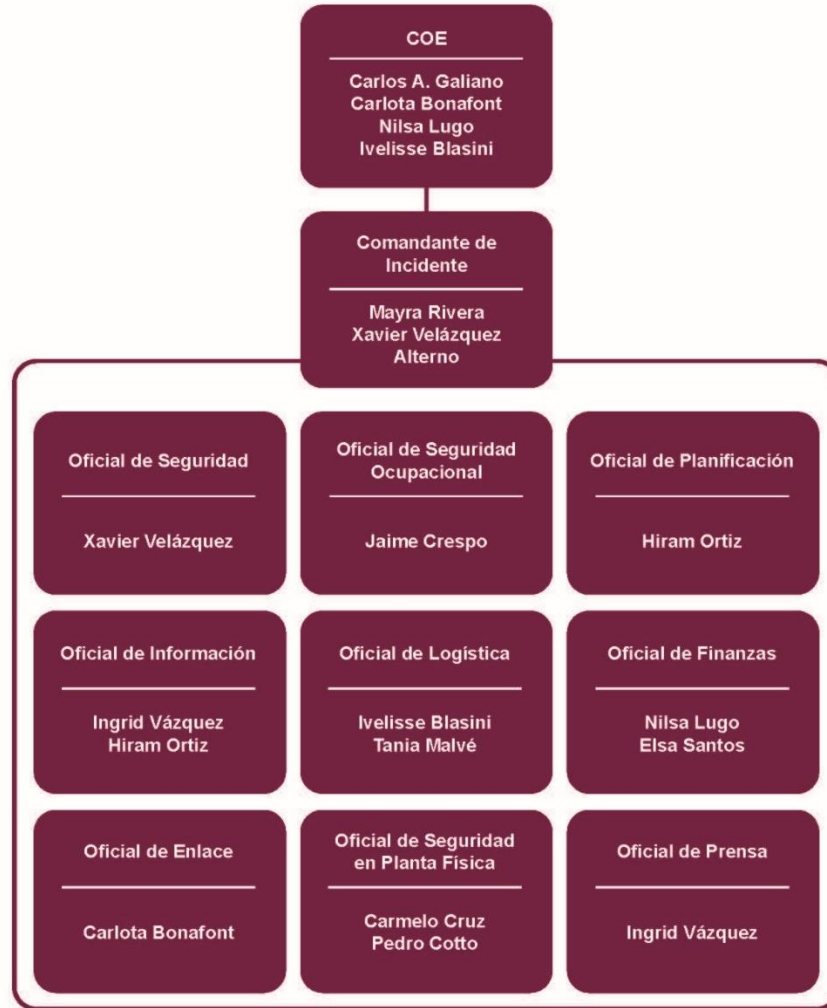 COE
Carlos A. Galiano
Carlota Bonafont
Nilsa Lugo
Ivelisse Blasini
Comandante de
Incidente
Mayra Rivera
Xavier Velázquez
Alterno
Oficial de Seguridad
Xavier Velázquez
Oficial de Seguridad
Ocupacional
Jaime Crespo
Oficial de Planificación
Hiram Ortiz
Oficial de Información
Ingrid Vázquez
Hiram Ortiz
Oficial de Logística
Ivelisse Blasini
Tania Malvé
Oficial de Finanzas
Nilsa Lugo
Elsa Santos
Oficial de Enlace
Carlota Bonafont
Oficial de Seguridad
en Planta Física
Carmelo Cruz
Pedro Cotto
Oficial de Prensa
Ingrid Vázquez